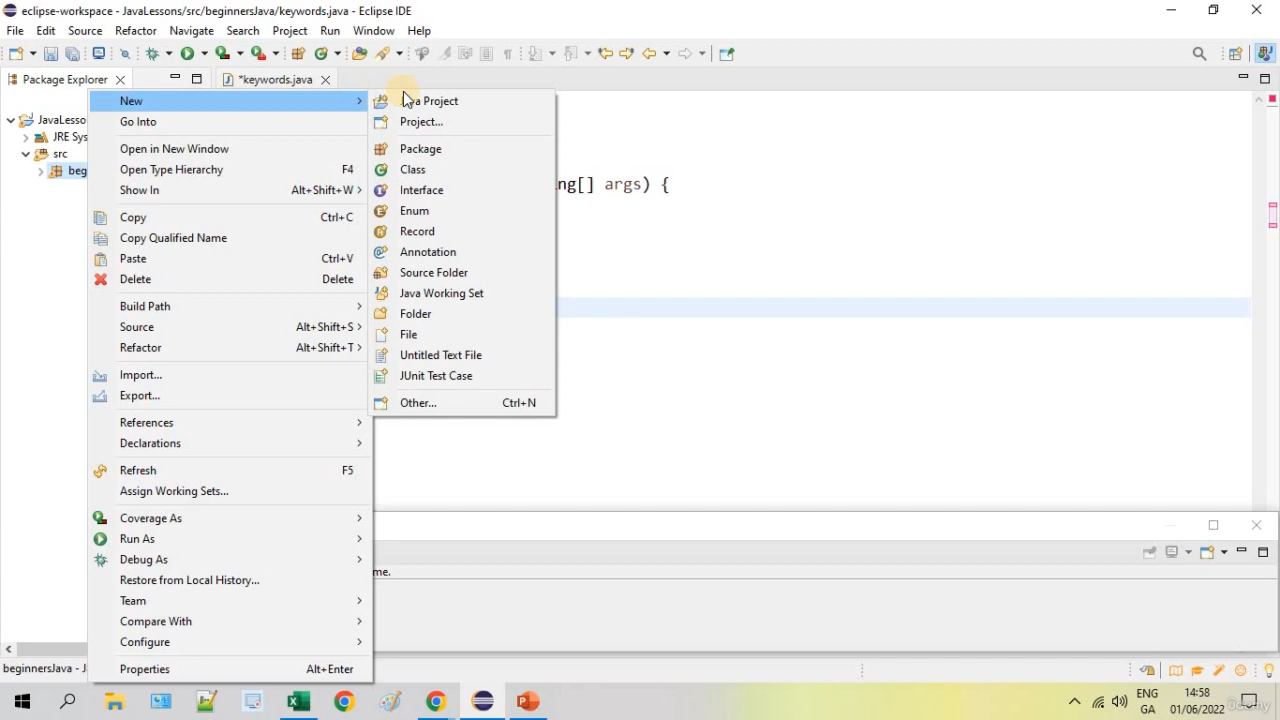 eclipse-workspace - JavaLessons/src/beginnersJava/keywords.java - Eclipse IDE
File Edit Source Refactor Navigate Search Project Run Window Help
Package Explorer
*keywords.java
JavaLesso
JRE Sys
src
beg
New
Go Into
Open in New Window
Open Type Hierarchy F4
Show In Alt+Shift+W >
Copy Ctrl+C
Copy Qualified Name
Paste Ctrl+V
Delete Delete
Build Path
Source Alt+Shift+S >
Refactor Alt+Shift+T >
Import...
Export...
References
Declarations
Refresh F5
Assign Working Sets...
Coverage As
Run As
Debug As
Restore from Local History...
Team
Compare With
Configure
Properties Alt+Enter
Project
Project...
Package
Class
Interface
Enum
Record
Annotation
Source Folder
Java Working Set
Folder
File
Untitled Text File
JUnit Test Case
Other... Ctrl+N
ng[] args) {
me.
beginnersJava - J
ENG
GA
14:58
01/06/2022
Udemy